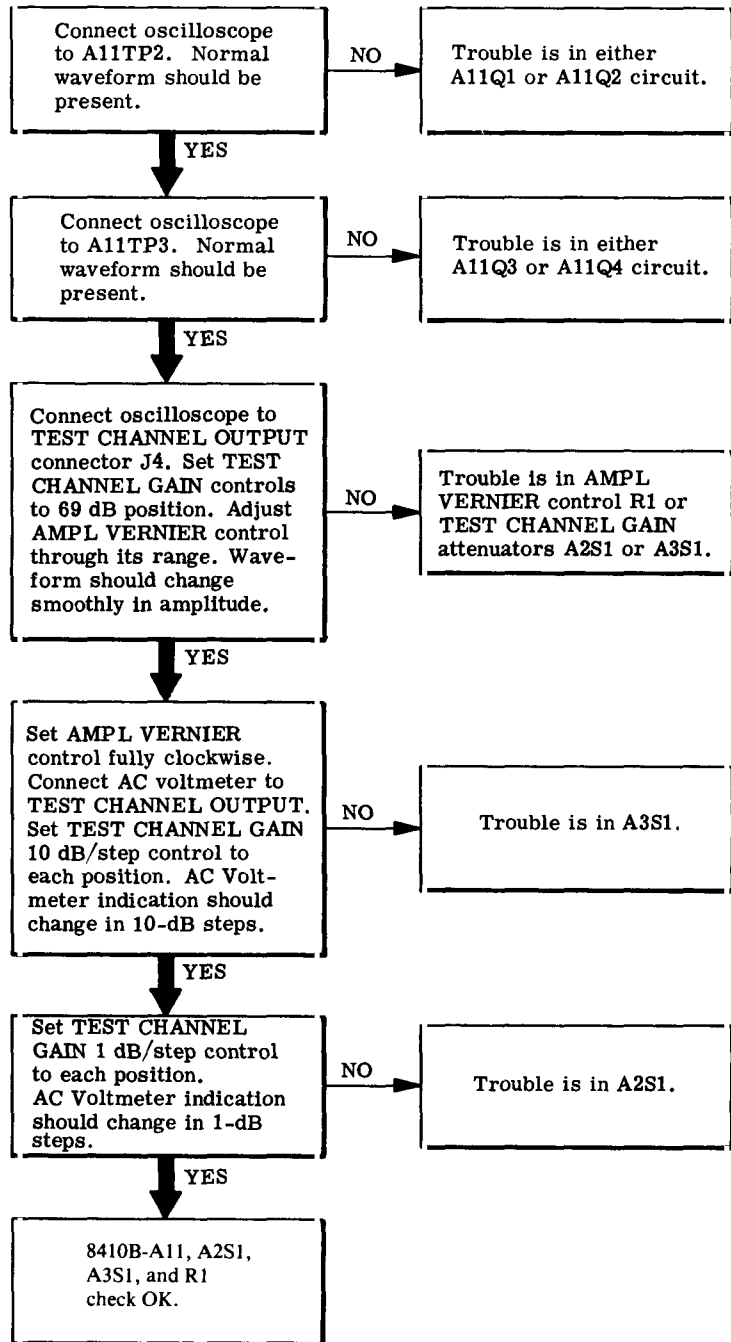 Connect oscilloscope
to A11TP2. Normal
waveform should be
present.
NO
Trouble is in either
A11Q1 or A11Q2 circuit.
YES
Connect oscilloscope
to A11TP3. Normal
waveform should be
present.
NO
Trouble is in either
A11Q3 or A11Q4 circuit.
YES
Connect oscilloscope to
TEST CHANNEL OUTPUT
connector J4. Set TEST
CHANNEL GAIN controls
to 69 dB position. Adjust
AMPL VERNIER control
through its range. Wave-
form should change
smoothly in amplitude.
NO
Trouble is in AMPL
VERNIER control R1 or
TEST CHANNEL GAIN
attenuators A2S1 or A3S1.
YES
Set AMPL VERNIER
control fully clockwise.
Connect AC voltmeter to
TEST CHANNEL OUTPUT.
Set TEST CHANNEL GAIN
10 dB/step control to
each position. AC Volt-
meter indication should
change in 10-dB steps.
NO
Trouble is in A3S1.
YES
Set TEST CHANNEL
GAIN 1 dB/step control
to each position.
AC Voltmeter indication
should change in 1-dB
steps.
NO
Trouble is in A2S1.
YES
8410B-A11, A2S1,
A3S1, and R1
check OK.